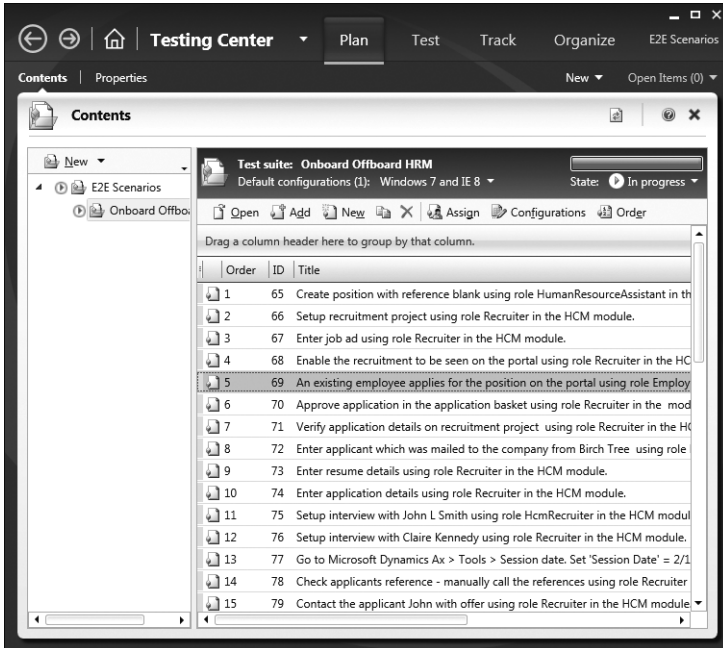 Testing Center Plan Test Track Organize E2E Scenarios
Contents Properties New Open Items (0)
Contents
New
E2E Scenarios
Onboard Offbo
Test suite: Onboard Offboard HRM
Default configurations (1): Windows 7 and IE 8 State: In progress
Open Add New Assign Configurations Order
Drag a column header here to group by that column.
Order ID Title
1 65 Create position with reference blank using role HumanResourceAssistant in th
2 66 Setup recruitment project using role Recruiter in the HCM module.
3 67 Enter job ad using role Recruiter in the HCM module.
4 68 Enable the recruitment to be seen on the portal using role Recruiter in the HC
5 69 An existing employee applies for the position on the portal using role Employ
6 70 Approve application in the application basket using role Recruiter in the mod
7 71 Verify application details on recruitment project using role Recruiter in the H
8 72 Enter applicant which was mailed to the company from Birch Tree using role
9 73 Enter resume details using role Recruiter in the HCM module.
10 74 Enter application details using role Recruiter in the HCM module.
11 75 Setup interview with John L Smith using role HcmRecruiter in the HCM modul
12 76 Setup interview with Claire Kennedy using role Recruiter in the HCM module.
13 77 Go to Microsoft Dynamics Ax > Tools > Session date. Set 'Session Date' = 2/1
14 78 Check applicants reference - manually call the references using role Recruiter
15 79 Contact the applicant John with offer using role Recruiter in the HCM module